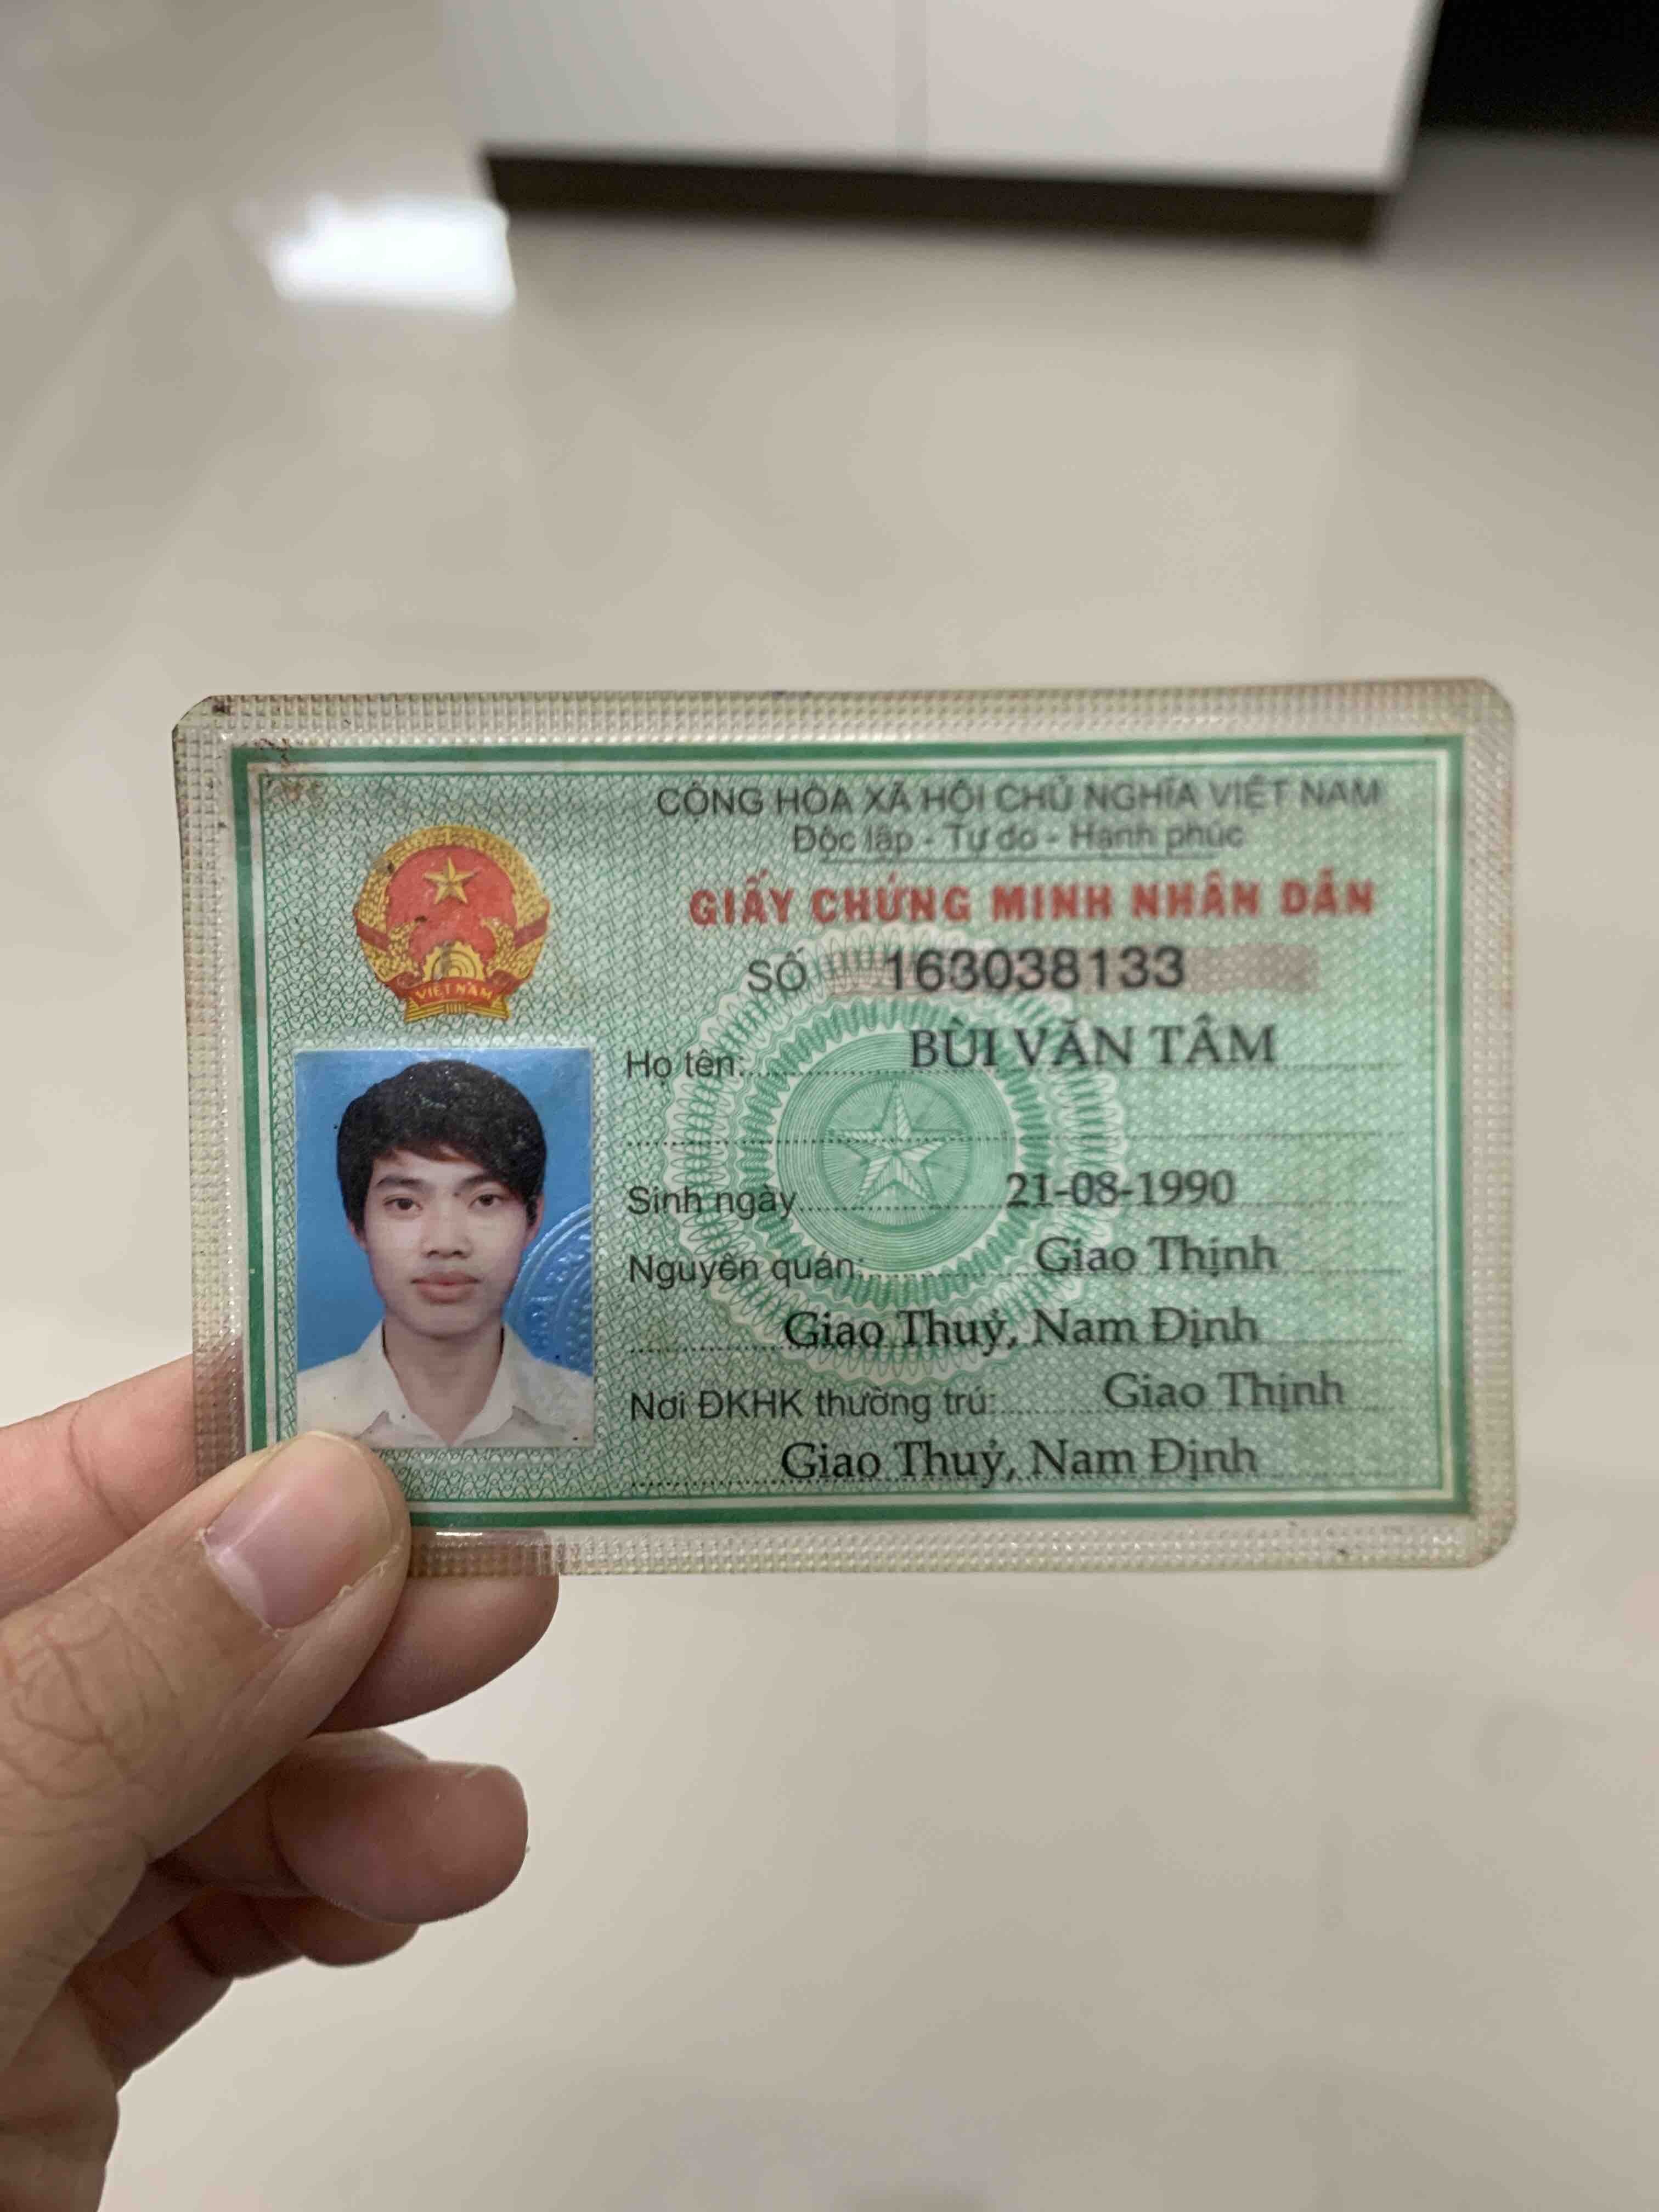 CỘNG HÒA XÃ HỘI CHỦ NGHĨA VIỆT NAM
Độc lập - Tự do - Hạnh phúc
GIẤY CHỨNG MINH NHÂN DÂN
SỐ 163038133
VIỆT NAM
Họ tên: BÙI VĂN TÂM
Sinh ngày 21-08-1990
Nguyên quán: Giao Thịnh
Giao Thuỷ, Nam Định
Nơi ĐKHK thường trú: Giao Thịnh
Giao Thuỷ, Nam Định